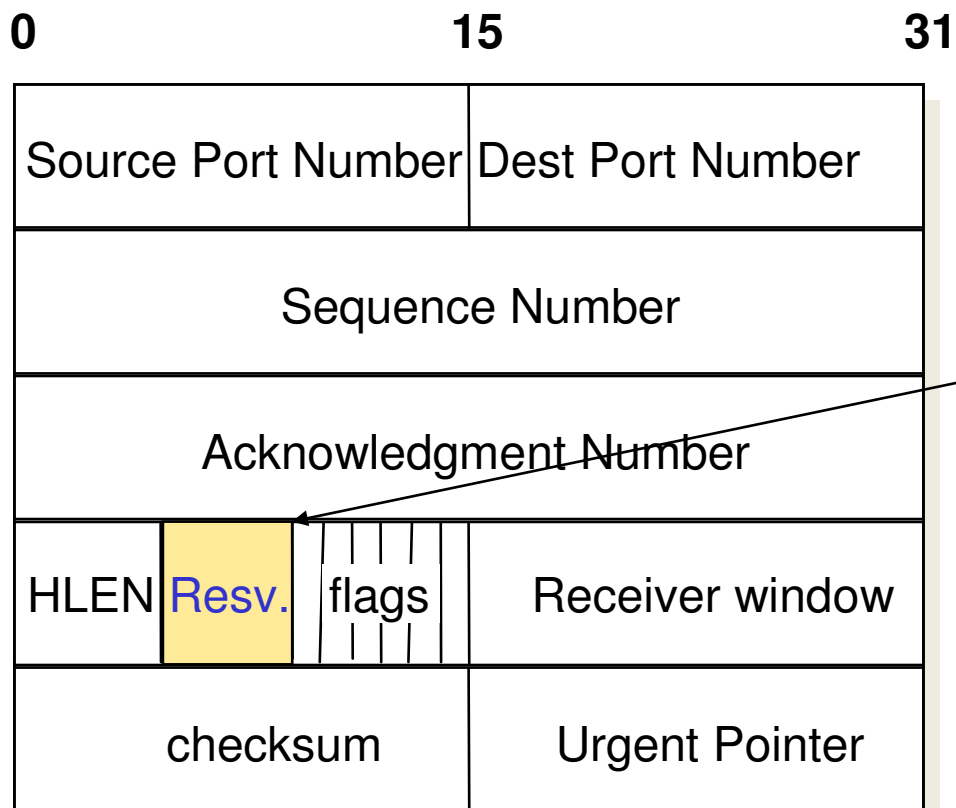 0 15 31
Source Port Number Dest Port Number
Sequence Number
Acknowledgment Number
HLEN Resv. flags Receiver window
checksum Urgent Pointer